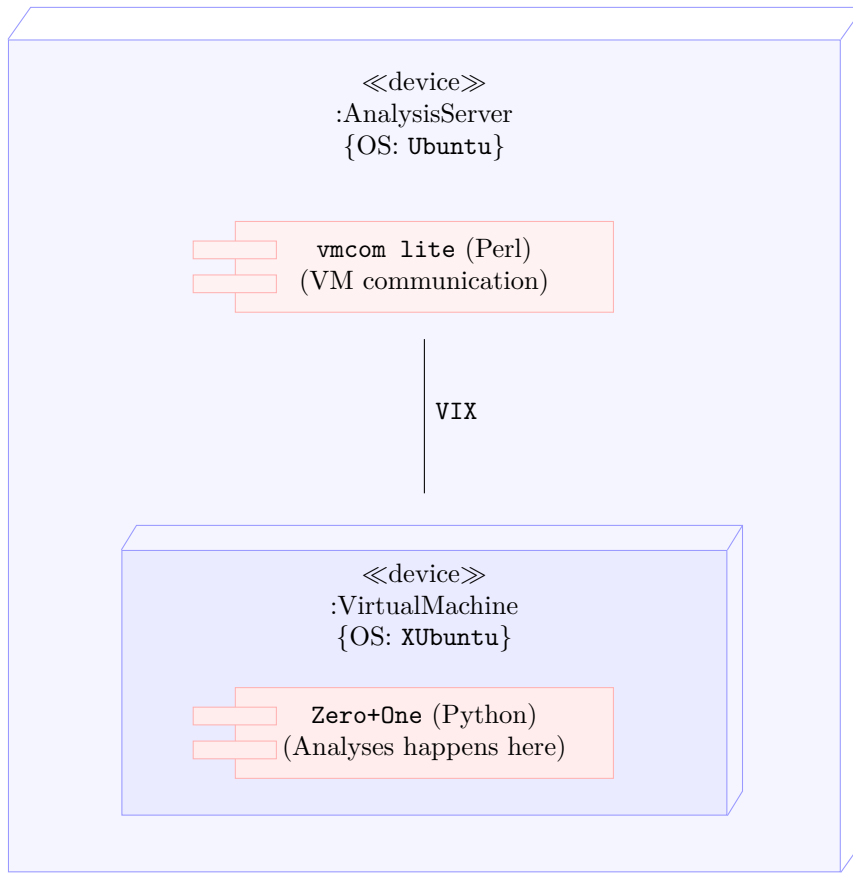 ≪device≫
:AnalysisServer
{OS: Ubuntu}
vmcom lite (Perl)
(VM communication)
VIX
≪device≫
:VirtualMachine
{OS: XUbuntu}
Zero+One (Python)
(Analyses happens here)